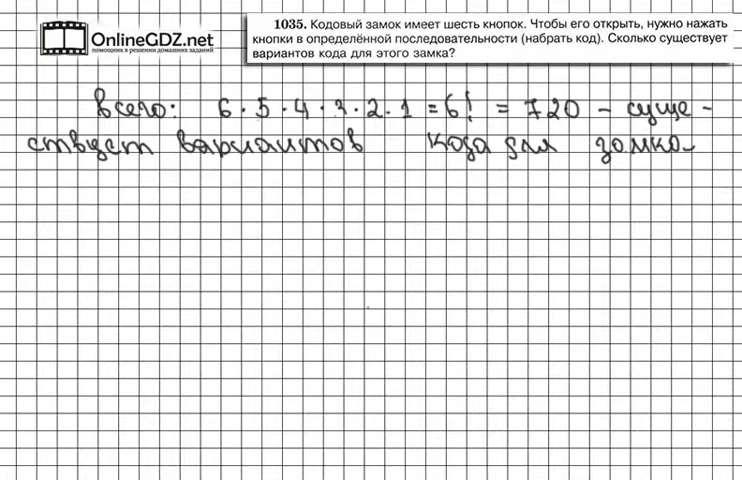 OnlineGDZ.net
помощник в решении домашних заданий
1035. Кодовый замок имеет шесть кнопок. Чтобы его открыть, нужно нажать
кнопки в определённой последовательности (набрать код). Сколько существует
вариантов кода для этого замка?
всего: 6 · 5 · 4 · 3 · 2 · 1 = 6! = 720 – суще -
ствует вариантов кода для замка.